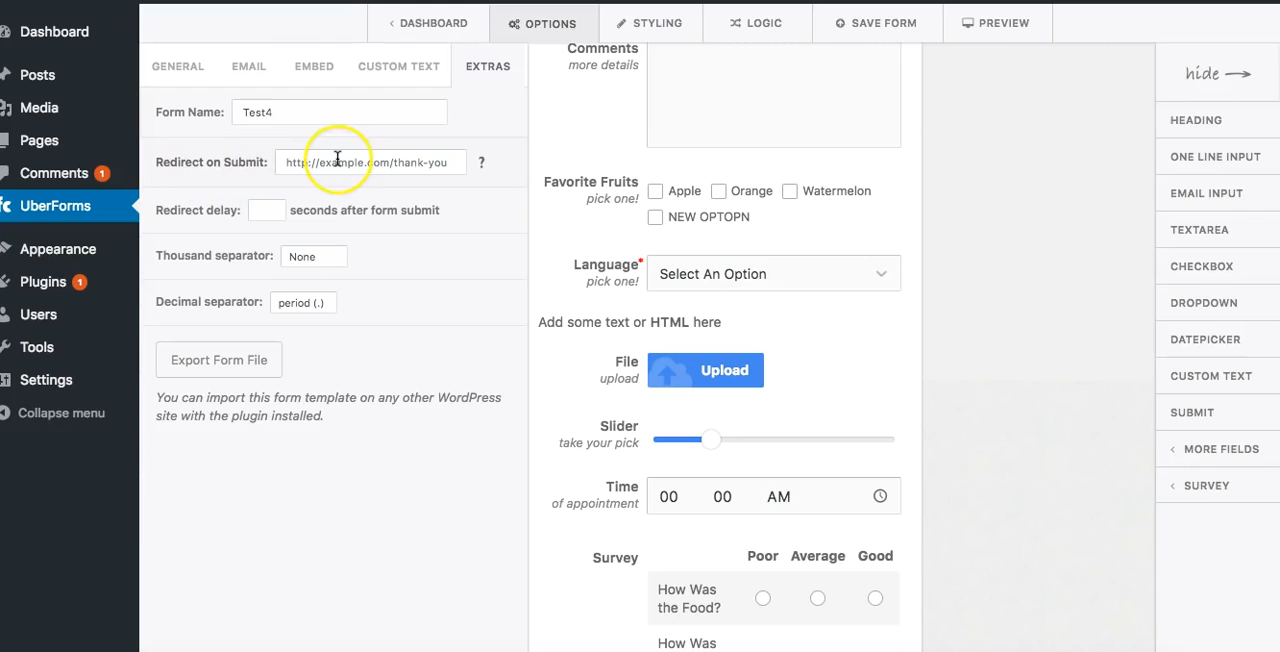 Dashboard
Posts
Media
Pages
Comments 1
UberForms
Appearance
Plugins 1
Users
Tools
Settings
Collapse menu
DASHBOARD
OPTIONS
STYLING
LOGIC
SAVE FORM
PREVIEW
GENERAL
EMAIL
EMBED
CUSTOM TEXT
EXTRAS
Form Name: Test4
Redirect on Submit: http://example.com/thank-you ?
Redirect delay: seconds after form submit
Thousand separator: None
Decimal separator: period (.)
Export Form File
You can import this form template on any other WordPress
site with the plugin installed.
Comments
more details
Favorite Fruits
pick one!
Apple Orange Watermelon
NEW OPTOPN
Language*
pick one!
Select An Option
Add some text or HTML here
File
upload
Upload
Slider
take your pick
Time
of appointment
00 00 AM
Survey
Poor Average Good
How Was
the Food?
How Was
hide
HEADING
ONE LINE INPUT
EMAIL INPUT
TEXTAREA
CHECKBOX
DROPDOWN
DATEPICKER
CUSTOM TEXT
SUBMIT
MORE FIELDS
SURVEY